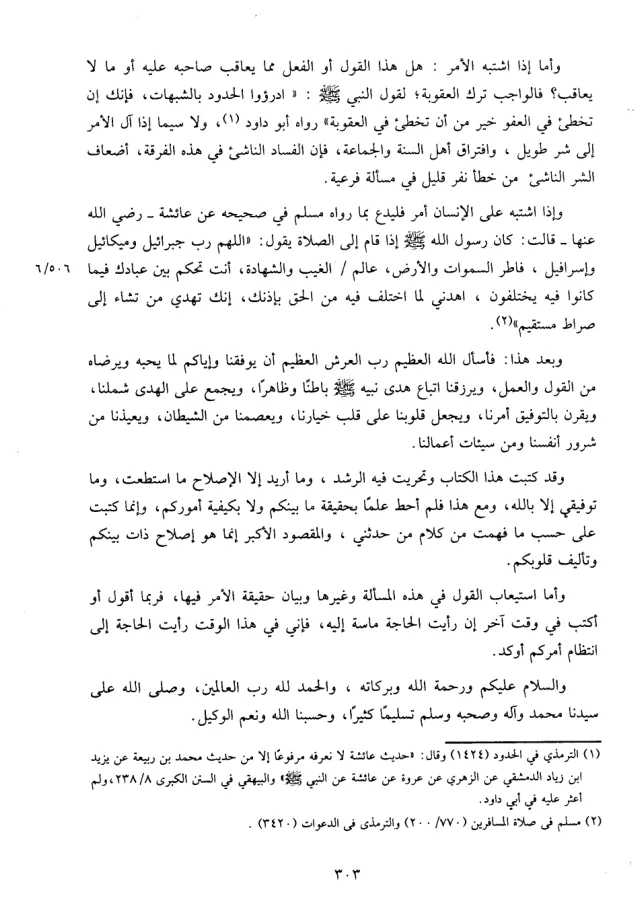 وأما إذا اشتبه الأمر : هل هذا القول أو الفعل مما يعاقب صاحبه عليه أو ما لا
يعاقب؟ فالواجب ترك العقوبة؛ لقول النبي ﷺ : « ادرؤوا الحدود بالشبهات، فإنك إن
تخطئ في العفو خير من أن تخطئ في العقوبة» رواه أبو داود (١)، ولا سيما إذا آل الأمر
إلى شر طويل ، وافتراق أهل السنة والجماعة، فإن الفساد الناشئ في هذه الفرقة، أضعاف
الشر الناشئ من خطأ نفر قليل في مسألة فرعية.
وإذا اشتبه على الإنسان أمر فليدع بما رواه مسلم في صحيحه عن عائشة ـ رضي الله
عنها ـ قالت: كان رسول الله ﷺ إذا قام إلى الصلاة يقول: «اللهم رب جبرائيل وميكائيل
وإسرافيل ، فاطر السموات والأرض، عالم / الغيب والشهادة، أنت تحكم بين عبادك فيما
٦/٥٠٦
كانوا فيه يختلفون ، اهدني لما اختلف فيه من الحق بإذنك، إنك تهدي من تشاء إلى
صراط مستقيم»(٢).
وبعد هذا: فأسأل الله العظيم رب العرش العظيم أن يوفقنا وإياكم لما يحبه ويرضاه
من القول والعمل، ويرزقنا اتباع هدى نبيه ﷺ باطنًا وظاهرًا، ويجمع على الهدى شملنا،
ويقرن بالتوفيق أمرنا، ويجعل قلوبنا على قلب خيارنا، ويعصمنا من الشيطان، ويعيذنا من
شرور أنفسنا ومن سيئات أعمالنا.
وقد كتبت هذا الكتاب وتحريت فيه الرشد ، وما أريد إلا الإصلاح ما استطعت، وما
توفيقي إلا بالله، ومع هذا فلم أحط علمًا بحقيقة ما بينكم ولا بكيفية أموركم، وإنما كتبت
على حسب ما فهمت من كلام من حدثني ، والمقصود الأكبر إنما هو إصلاح ذات بينكم
وتأليف قلوبكم.
وأما استيعاب القول في هذه المسألة وغيرها وبيان حقيقة الأمر فيها، فربما أقول أو
أكتب في وقت آخر إن رأيت الحاجة ماسة إليه، فإني في هذا الوقت رأيت الحاجة إلى
انتظام أمركم أوكد.
والسلام عليكم ورحمة الله وبركاته ، والحمد لله رب العالمين، وصلى الله على
سيدنا محمد وآله وصحبه وسلم تسليمًا كثيرًا، وحسبنا الله ونعم الوكيل.
(١) الترمذي في الحدود (١٤٢٤) وقال: «حديث عائشة لا نعرفه مرفوعًا إلا من حديث محمد بن ربيعة عن يزيد
ابن زياد الدمشقي عن الزهري عن عروة عن عائشة عن النبي ﷺ» والبيهقي في السنن الكبرى ٢٣٨/٨،ولم
أعثر عليه في أبي داود.
(٢) مسلم فى صلاة المسافرين (٢٠٠/٧٧٠) والترمذى فى الدعوات (٣٤٢٠) .
٣٠٣